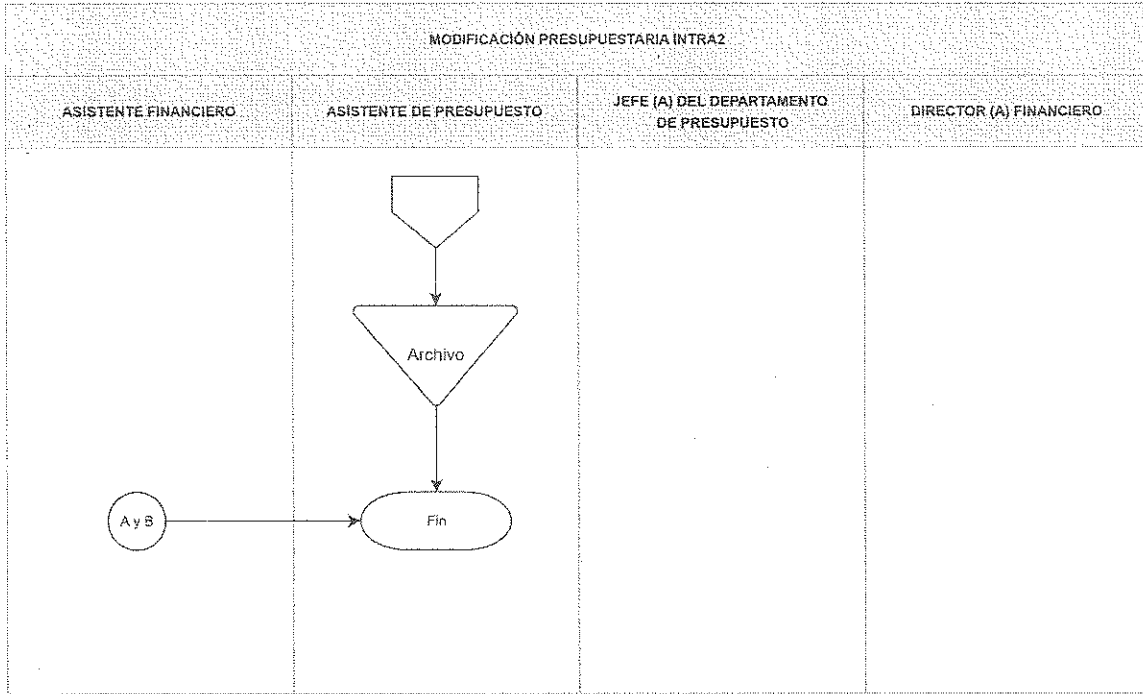 MODIFICACIÓN PRESUPUESTARIA INTRA2
ASISTENTE FINANCIERO
ASISTENTE DE PRESUPUESTO
JEFE (A) DEL DEPARTAMENTO
DE PRESUPUESTO
DIRECTOR (A) FINANCIERO
Archivo
A y B
Fin